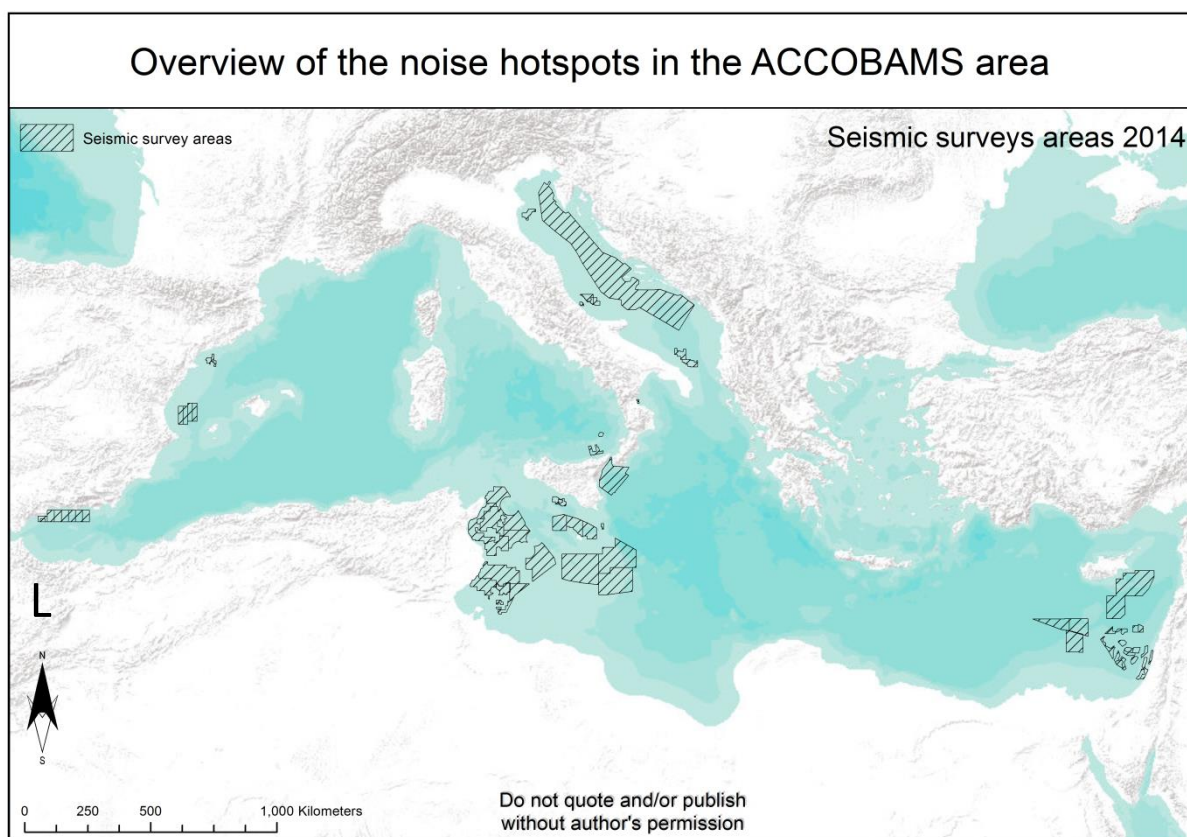 Overview of the noise hotspots in the ACCOBAMS area
Seismic survey areas
Seismic surveys areas 2014
L
N
S
0 250 500 1,000 Kilometers
Do not quote and/or publish
without author's permission